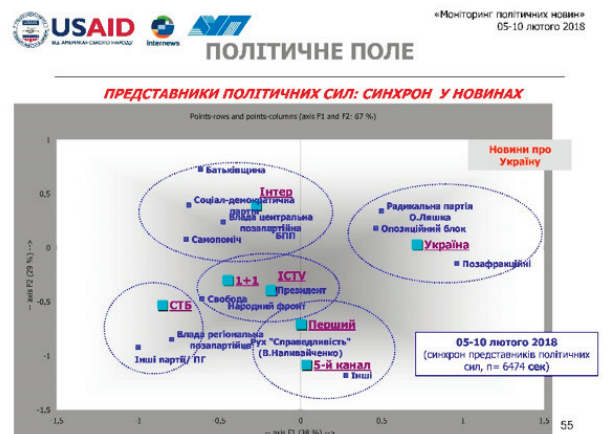 USAID
ВІД АМЕРИКАНСЬКОГО НАРОДУ
Internews
«Моніторинг політичних новин»
05-10 лютого 2018
ПОЛІТИЧНЕ ПОЛЕ
ПРЕДСТАВНИКИ ПОЛІТИЧНИХ СИЛ: СИНХРОН У НОВИНАХ
Points-rows and points-columns (axis F1 and F2: 67 %)
Новини про
Україну
Батьківщина
Соціал-демократична
партія
Інтер
Влада центральна
позапартійна
БПП
Самопоміч
Радикальна партія
О.Ляшка
Опозиційний блок
Україна
Позафракційні
1+1
ICTV
Президент
Свобода
Народний фронт
СТБ
Перший
Влада регіональна
позапартійна
Рух "Справедливість"
(В.Наливайченко)
Інші партії/ ПГ
5-й канал
Інші
05-10 лютого 2018
(синхрон представників політичних
сил, n= 6474 сек)
-- axis F2 (29 %) -->
1
0,5
0
-0,5
-1
-1,5
-1,5
-1
-0,5
0
0,5
1
1,5
-- axis F1 (38 %) -->
55